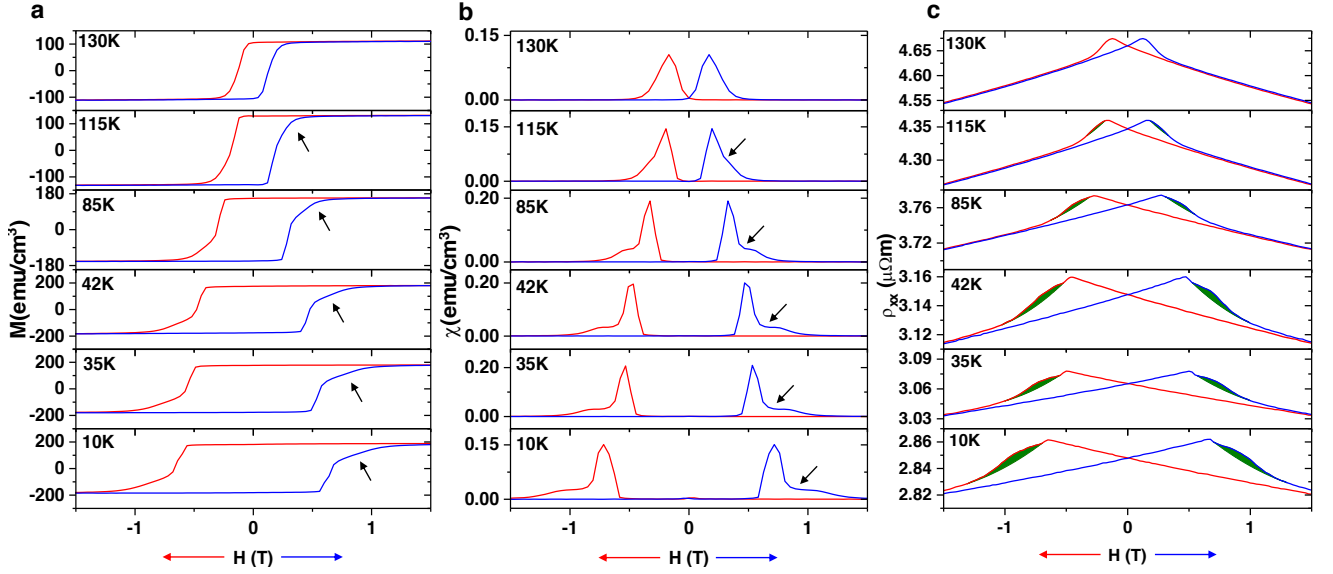 a
130K
100
0
-100
115K
100
0
-100
180
85K
0
-180
200
42K
0
-200
200
35K
0
-200
200
10K
0
-200
-1 0 1
M(emu/cm³)
H (T)
b
0.15
130K
0.00
0.15
115K
0.00
0.20
85K
0.00
0.20
42K
0.00
0.20
35K
0.00
0.15
10K
0.00
-1 0 1
χ(emu/cm³)
H (T)
c
130K
4.65
4.60
4.55
115K
4.35
4.30
85K
3.76
3.72
42K
3.16
3.14
3.12
35K
3.09
3.06
3.03
10K
2.86
2.84
2.82
-1 0 1
ρxx (μΩm)
H (T)